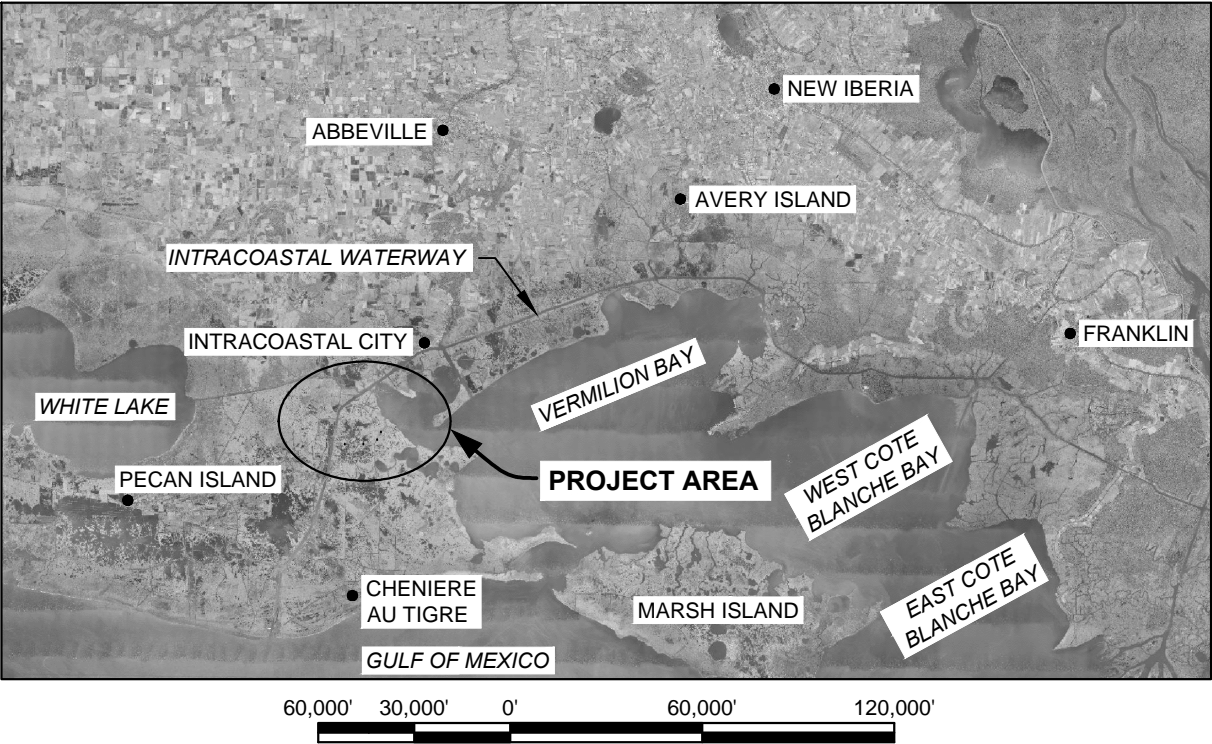 NEW IBERIA
ABBEVILLE
AVERY ISLAND
INTRACOASTAL WATERWAY
INTRACOASTAL CITY
FRANKLIN
WHITE LAKE
VERMILION BAY
PECAN ISLAND
PROJECT AREA
WEST COTE
BLANCHE BAY
CHENIERE
AU TIGRE
MARSH ISLAND
EAST COTE
BLANCHE BAY
GULF OF MEXICO
60,000' 30,000' 0' 60,000' 120,000'